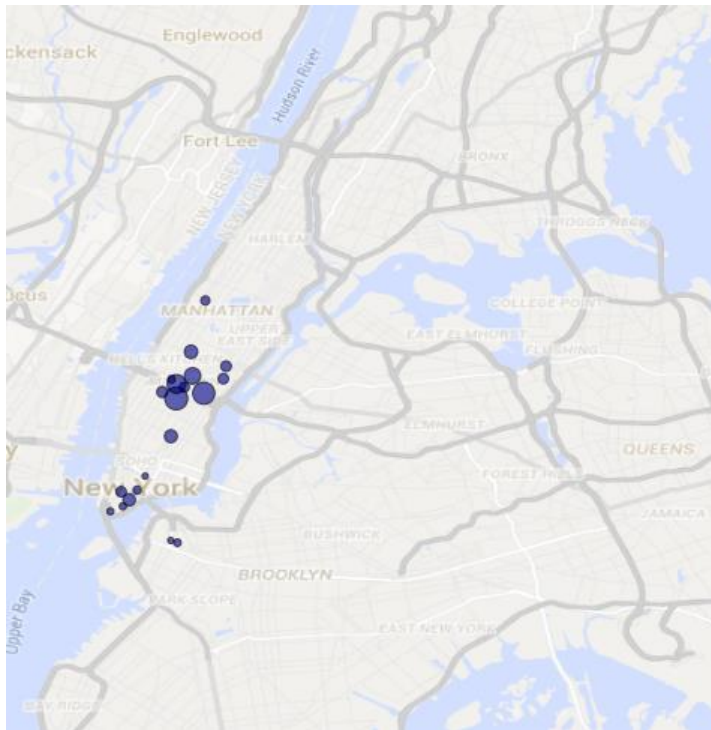 Englewood
ckensack
Hudson River
Fort Lee
BRONX
NEW JERSEY
NEW YORK
THROGGS NECK
HARLEM
ocus
MANHATTAN
COLLEGE POINT
UPPER
EAST SIDE
EAST ELMHURST
HELL'S KITCHEN
FLUSHING
ELMHURST
y
QUEENS
SOHO
FOREST HILLS
New York
JAMAICA
BUSHWICK
BROOKLYN
PARK SLOPE
Upper Bay
EAST NEW YORK
BAY RIDGE